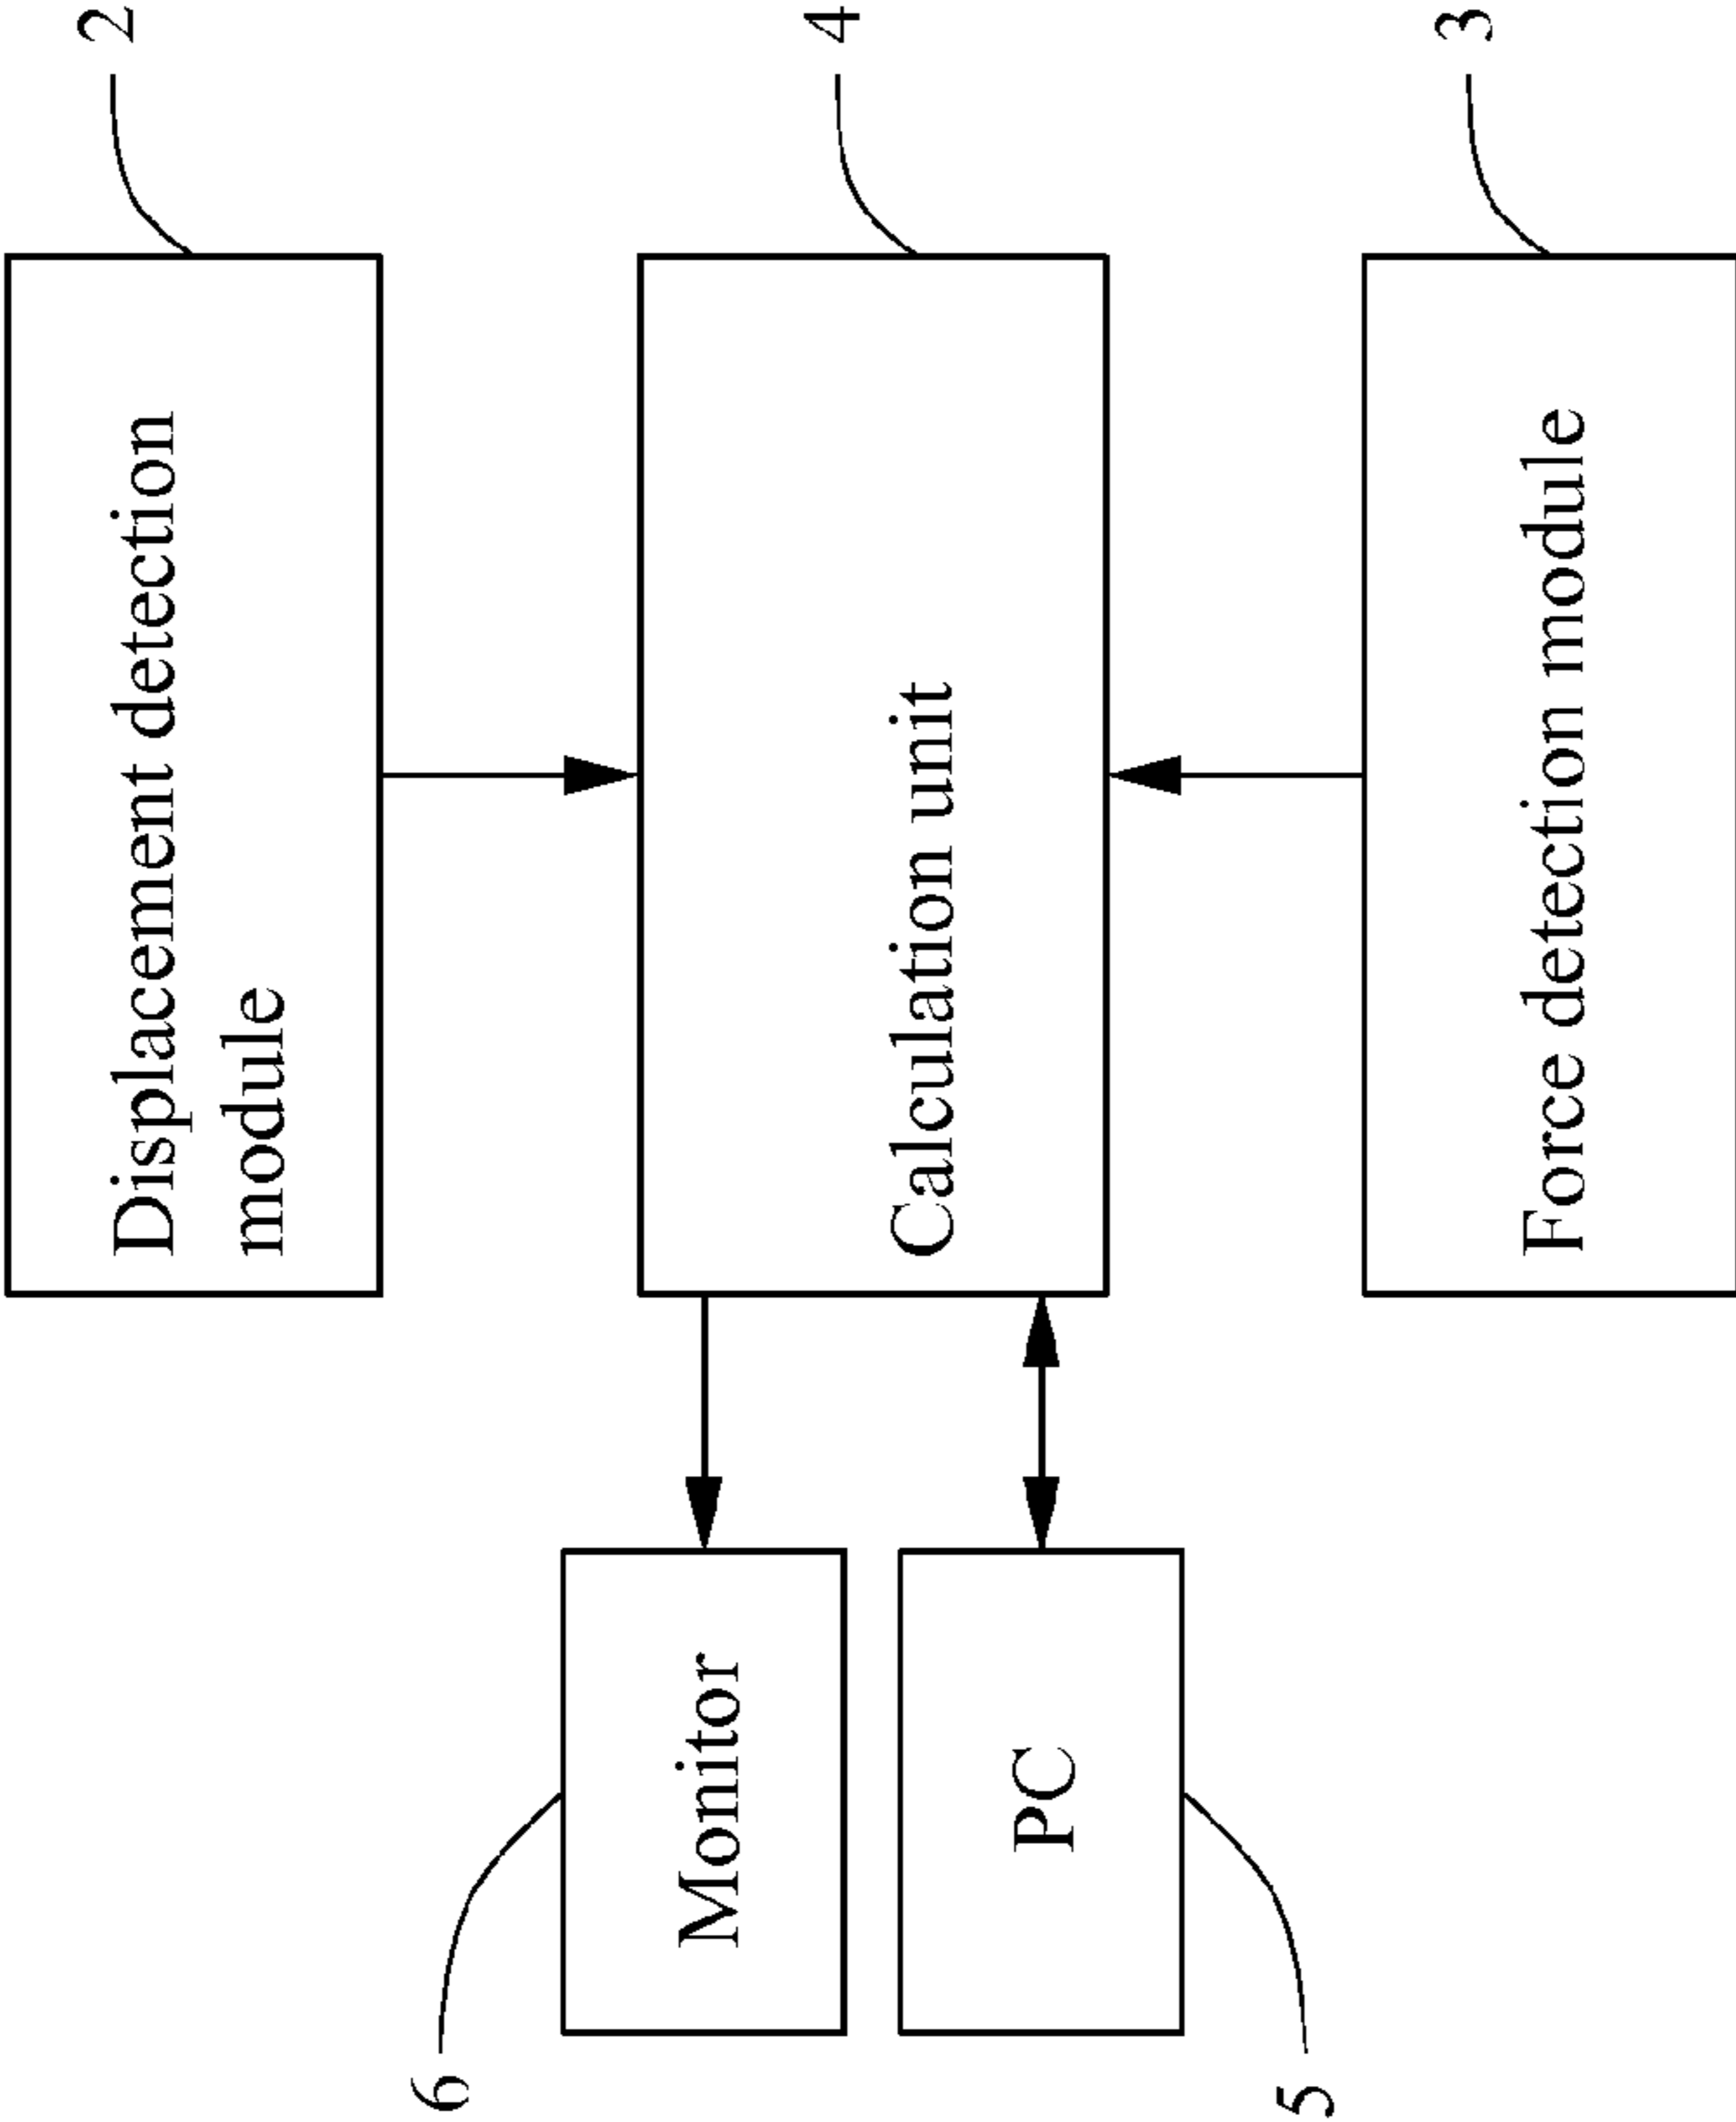 2
Displacement detection
module
4
Calculation unit
3
Force detection module
6
Monitor
PC
5